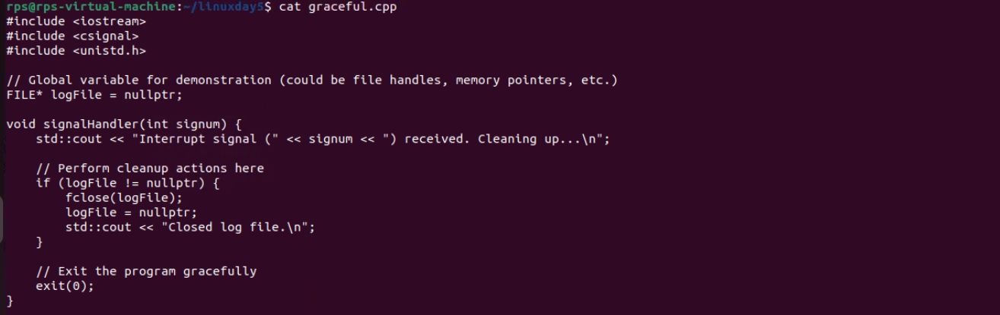 rps@rps-virtual-machine:~/linuxday5$ cat graceful.cpp
#include <iostream>
#include <csignal>
#include <unistd.h>

// Global variable for demonstration (could be file handles, memory pointers, etc.)
FILE* logFile = nullptr;

void signalHandler(int signum) {
    std::cout << "Interrupt signal (" << signum << ") received. Cleaning up...\n";

    // Perform cleanup actions here
    if (logFile != nullptr) {
        fclose(logFile);
        logFile = nullptr;
        std::cout << "Closed log file.\n";
    }

    // Exit the program gracefully
    exit(0);
}